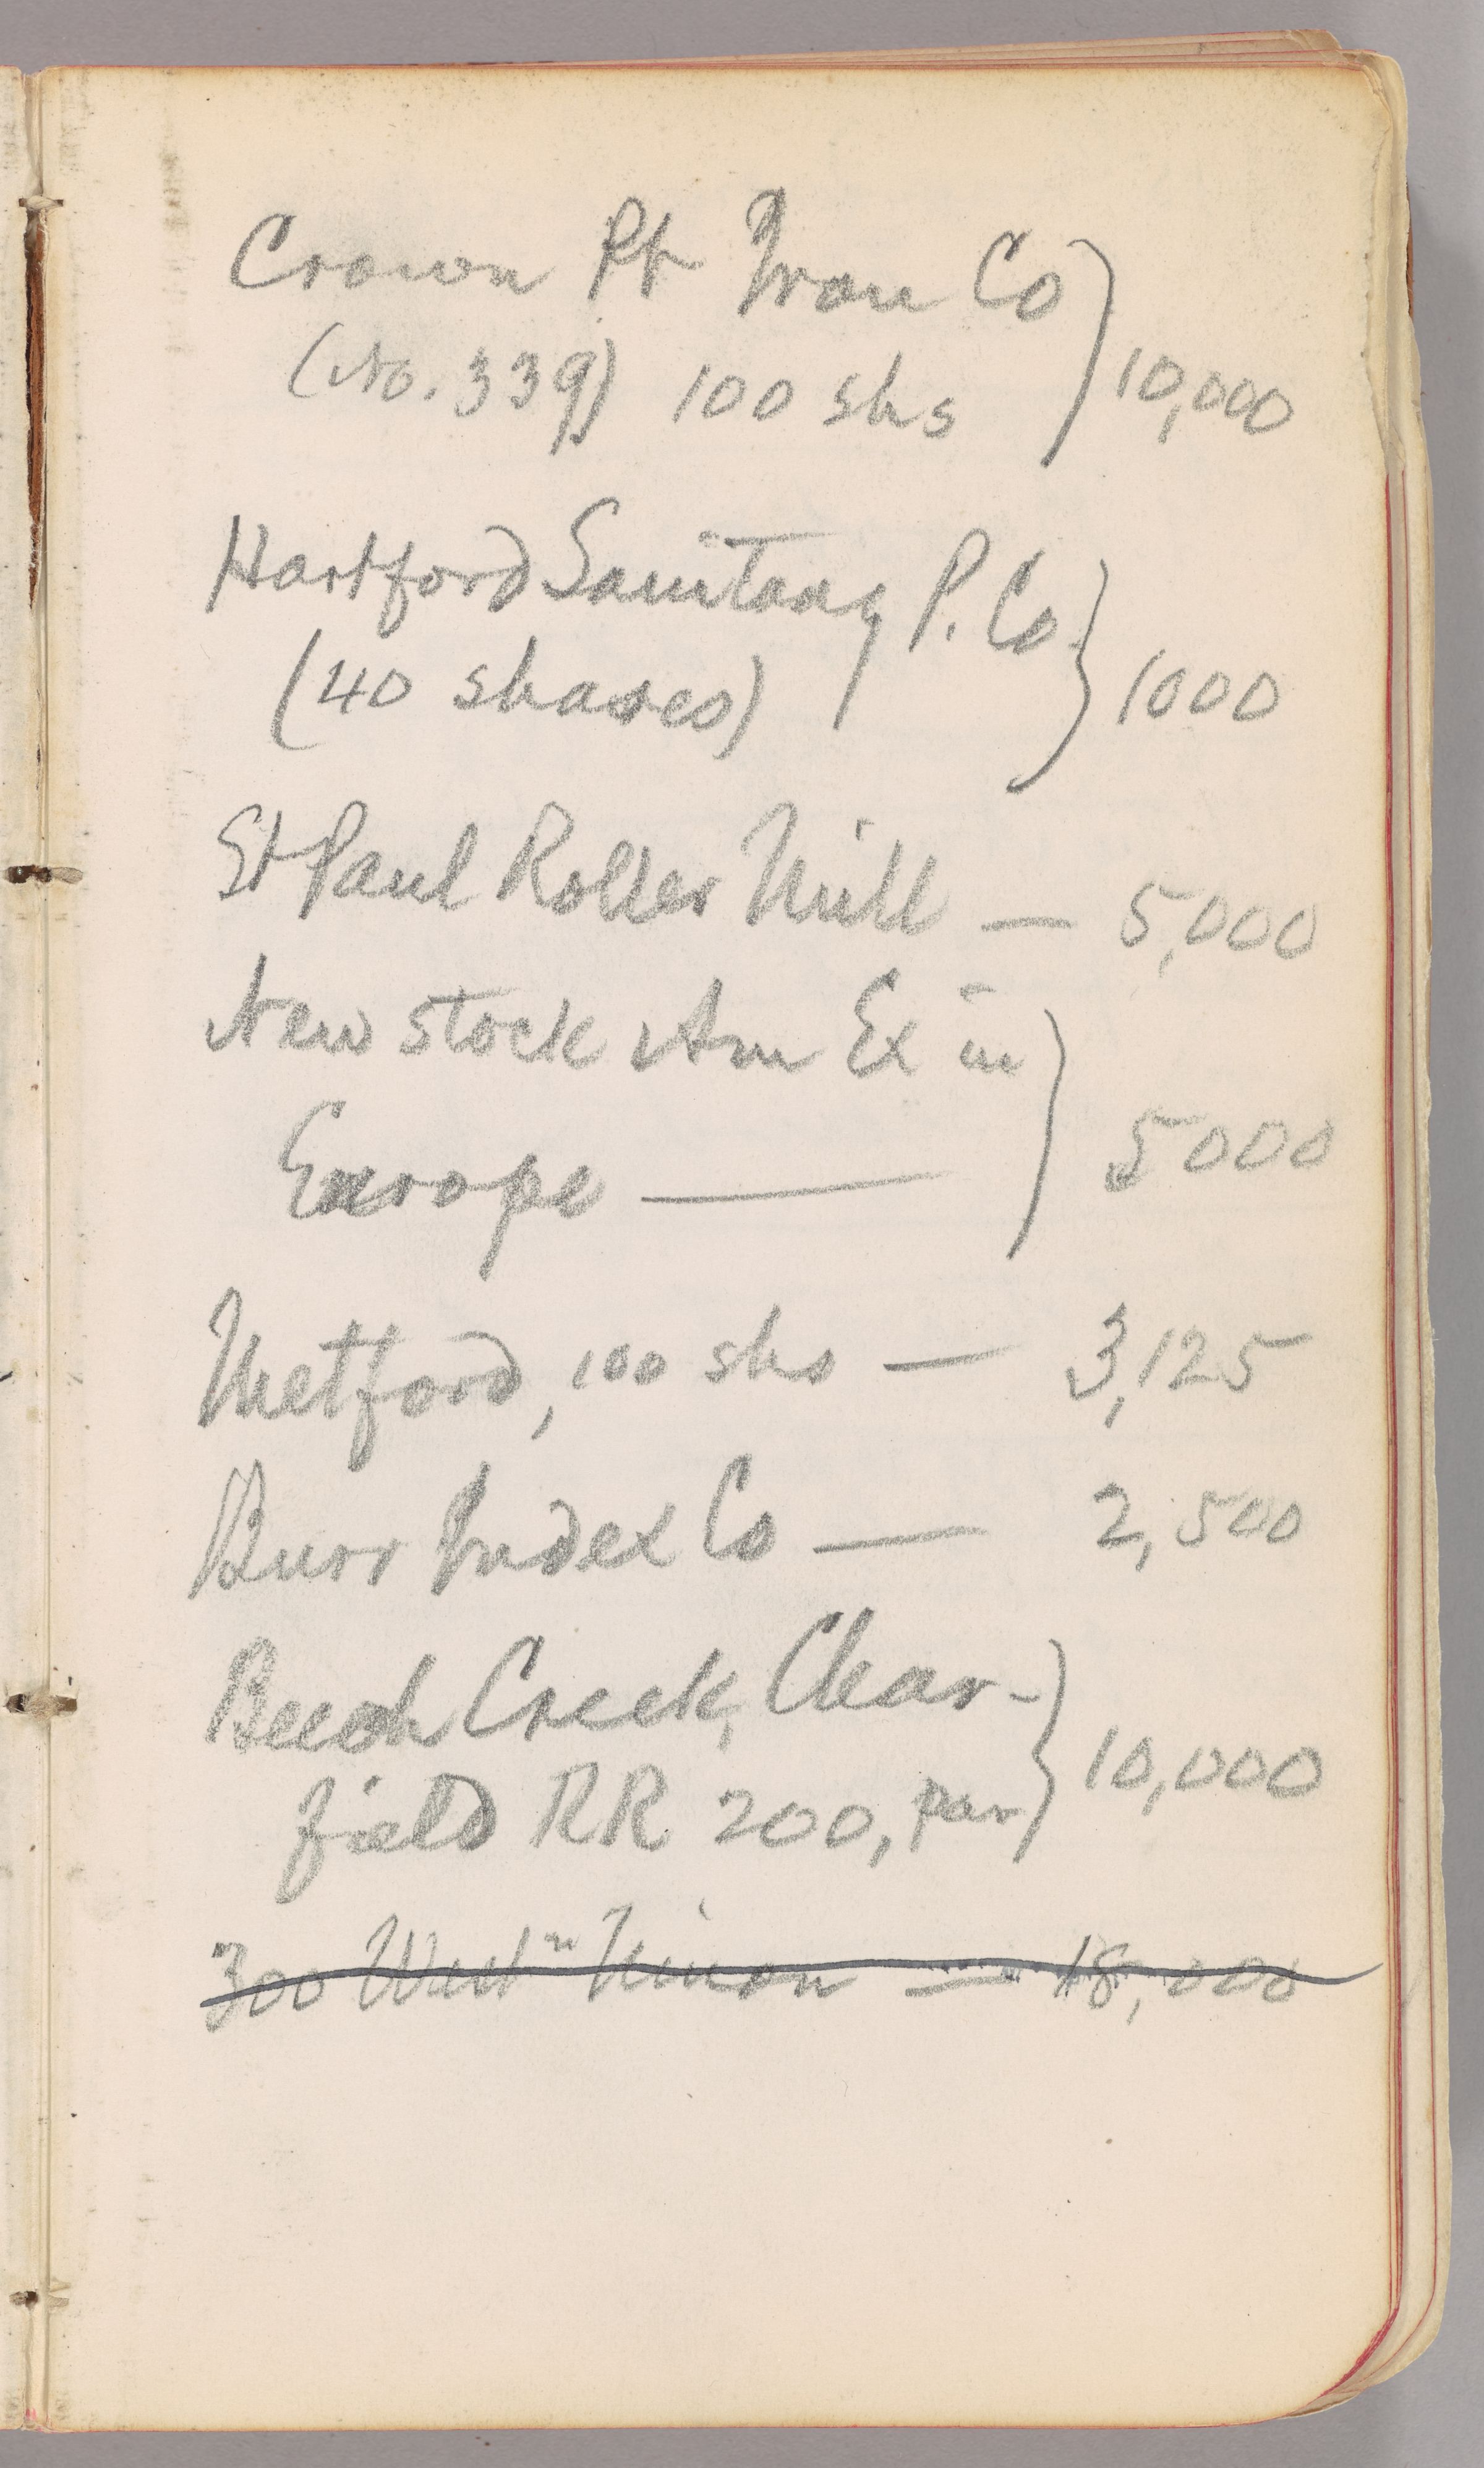 Crown Pt Iron Co
(No. 339) 100 shs } 10,000
Hartford Sanitary P. Co.
(40 shares) } 1000
St Paul Roller Mill — 5,000
New stock Am Ex in
Europe — } 5000
Metford, 100 shs — 3,125
Burr Index Co — 2,500
Beech Creek, Clear-
field RR 200, par } 10,000
300 Westn Union — 18,000